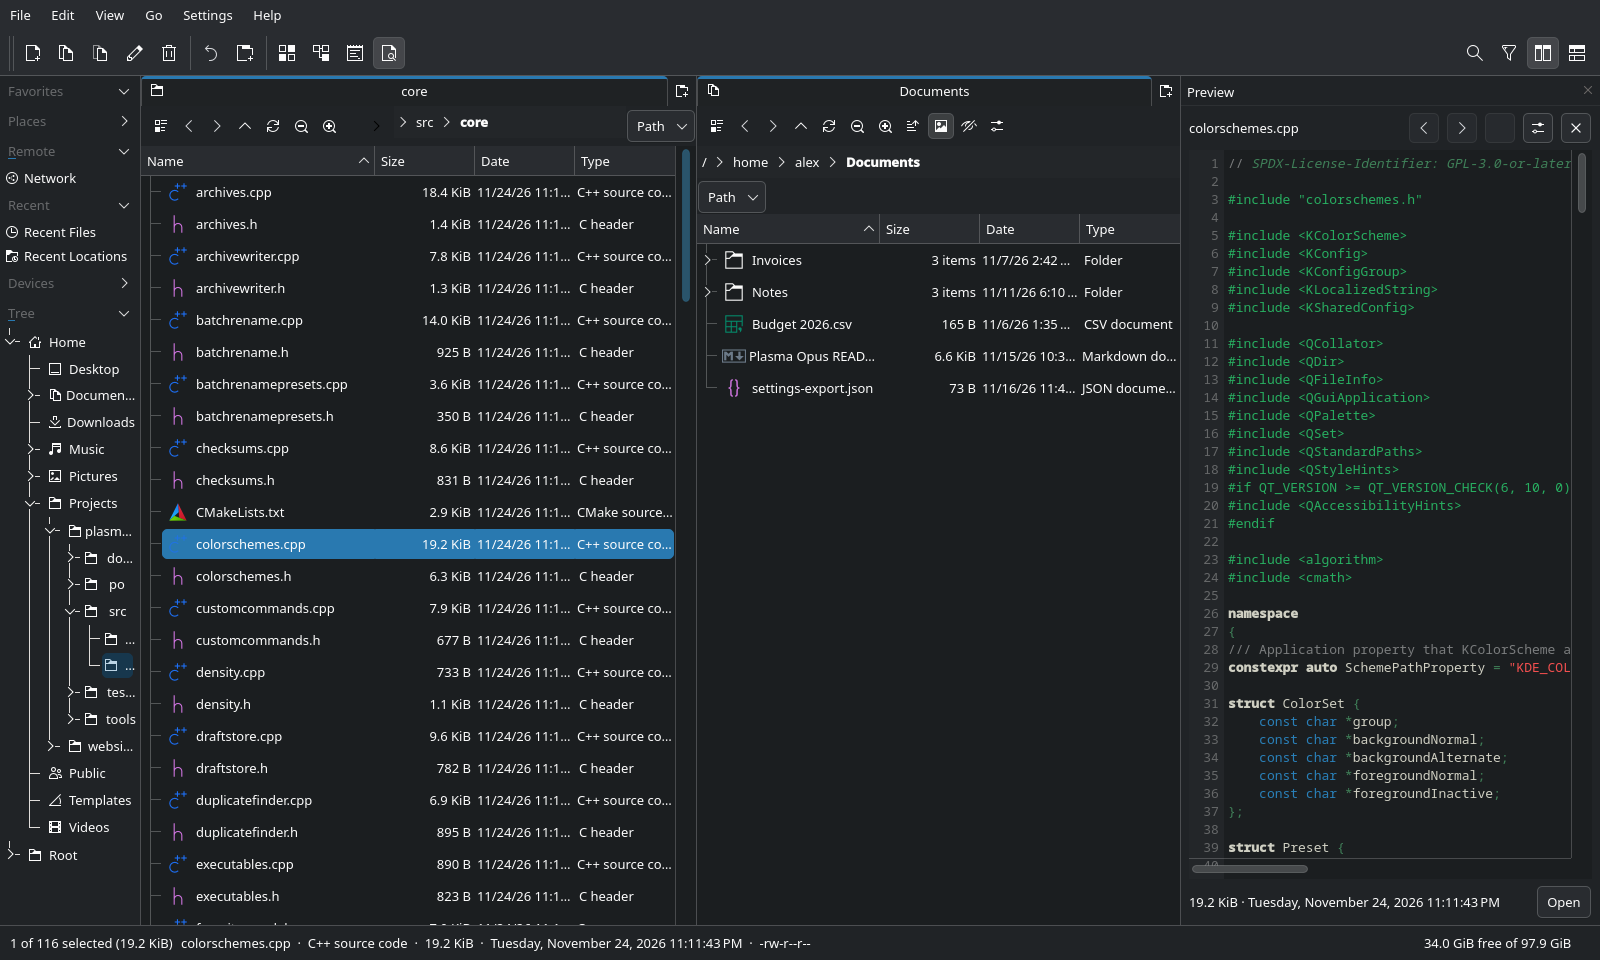 File Edit View Go Settings Help
Favorites
Places
Remote
Network
Recent
Recent Files
Recent Locations
Devices
Tree
Home
Desktop
Documen...
Downloads
Music
Pictures
Projects
plasm...
do...
po
src
...
...
tes...
tools
websi...
Public
Templates
Videos
Root
core
src core
Path
Name Size Date Type
archives.cpp 18.4 KiB 11/24/26 11:1... C++ source co...
archives.h 1.4 KiB 11/24/26 11:1... C header
archivewriter.cpp 7.8 KiB 11/24/26 11:1... C++ source co...
archivewriter.h 1.3 KiB 11/24/26 11:1... C header
batchrename.cpp 14.0 KiB 11/24/26 11:1... C++ source co...
batchrename.h 925 B 11/24/26 11:1... C header
batchrenamepresets.cpp 3.6 KiB 11/24/26 11:1... C++ source co...
batchrenamepresets.h 350 B 11/24/26 11:1... C header
checksums.cpp 8.6 KiB 11/24/26 11:1... C++ source co...
checksums.h 831 B 11/24/26 11:1... C header
CMakeLists.txt 2.9 KiB 11/24/26 11:1... CMake source...
colorschemes.cpp 19.2 KiB 11/24/26 11:1... C++ source co...
colorschemes.h 6.3 KiB 11/24/26 11:1... C header
customcommands.cpp 7.9 KiB 11/24/26 11:1... C++ source co...
customcommands.h 677 B 11/24/26 11:1... C header
density.cpp 733 B 11/24/26 11:1... C++ source co...
density.h 1.1 KiB 11/24/26 11:1... C header
draftstore.cpp 9.6 KiB 11/24/26 11:1... C++ source co...
draftstore.h 782 B 11/24/26 11:1... C header
duplicatefinder.cpp 6.9 KiB 11/24/26 11:1... C++ source co...
duplicatefinder.h 895 B 11/24/26 11:1... C header
executables.cpp 890 B 11/24/26 11:1... C++ source co...
executables.h 823 B 11/24/26 11:1... C header
Documents
/ home alex Documents
Path
Name Size Date Type
Invoices 3 items 11/7/26 2:42 ... Folder
Notes 3 items 11/11/26 6:10 ... Folder
Budget 2026.csv 165 B 11/6/26 1:35 ... CSV document
Plasma Opus READ... 6.6 KiB 11/15/26 10:3... Markdown do...
settings-export.json 73 B 11/16/26 11:4... JSON docume...
Preview
colorschemes.cpp
1 // SPDX-License-Identifier: GPL-3.0-or-later
2
3 #include "colorschemes.h"
4
5 #include <KColorScheme>
6 #include <KConfig>
7 #include <KConfigGroup>
8 #include <KLocalizedString>
9 #include <KSharedConfig>
10
11 #include <QCollator>
12 #include <QDir>
13 #include <QFileInfo>
14 #include <QGuiApplication>
15 #include <QPalette>
16 #include <QSet>
17 #include <QStandardPaths>
18 #include <QStyleHints>
19 #if QT_VERSION >= QT_VERSION_CHECK(6, 10, 0)
20 #include <QAccessibilityHints>
21 #endif
22
23 #include <algorithm>
24 #include <cmath>
25
26 namespace
27 {
28 /// Application property that KColorScheme a
29 constexpr auto SchemePathProperty = "KDE_COL
30
31 struct ColorSet {
32 const char *group;
33 const char *backgroundNormal;
34 const char *backgroundAlternate;
35 const char *foregroundNormal;
36 const char *foregroundInactive;
37 };
38
39 struct Preset {
19.2 KiB · Tuesday, November 24, 2026 11:11:43 PM
Open
1 of 116 selected (19.2 KiB) colorschemes.cpp · C++ source code · 19.2 KiB · Tuesday, November 24, 2026 11:11:43 PM · -rw-r--r--
34.0 GiB free of 97.9 GiB